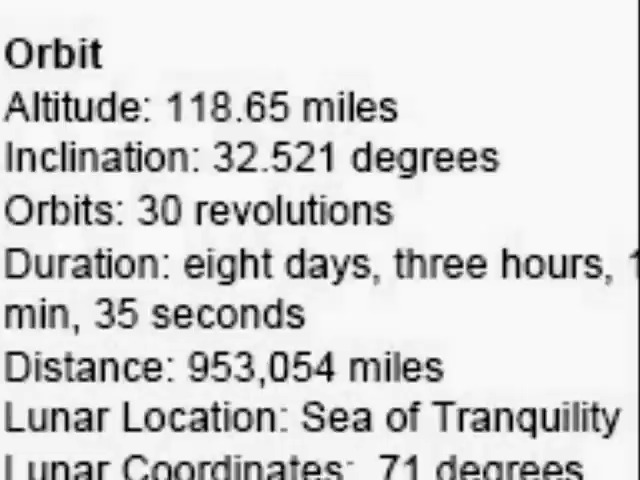 Orbit
Altitude: 118.65 miles
Inclination: 32.521 degrees
Orbits: 30 revolutions
Duration: eight days, three hours,
min, 35 seconds
Distance: 953,054 miles
Lunar Location: Sea of Tranquility
Lunar Coordinates: 71 degrees